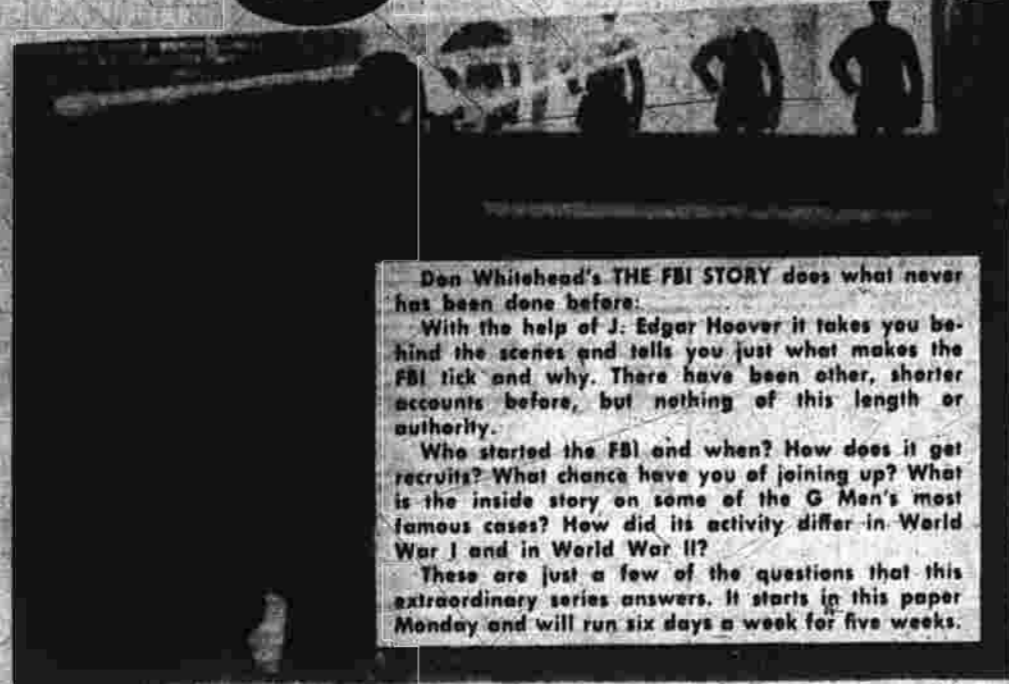 Don Whitehead's THE FBI STORY does what never
has been done before:
With the help of J. Edgar Hoover it takes you be-
hind the scenes and tells you just what makes the
FBI tick and why. There have been other, shorter
accounts before, but nothing of this length or
authority.
Who started the FBI and when? How does it get
recruits? What chance have you of joining up? What
is the inside story on some of the G Men's most
famous cases? How did its activity differ in World
War I and in World War II?
These are just a few of the questions that this
extraordinary series answers. It starts in this paper
Monday and will run six days a week for five weeks.